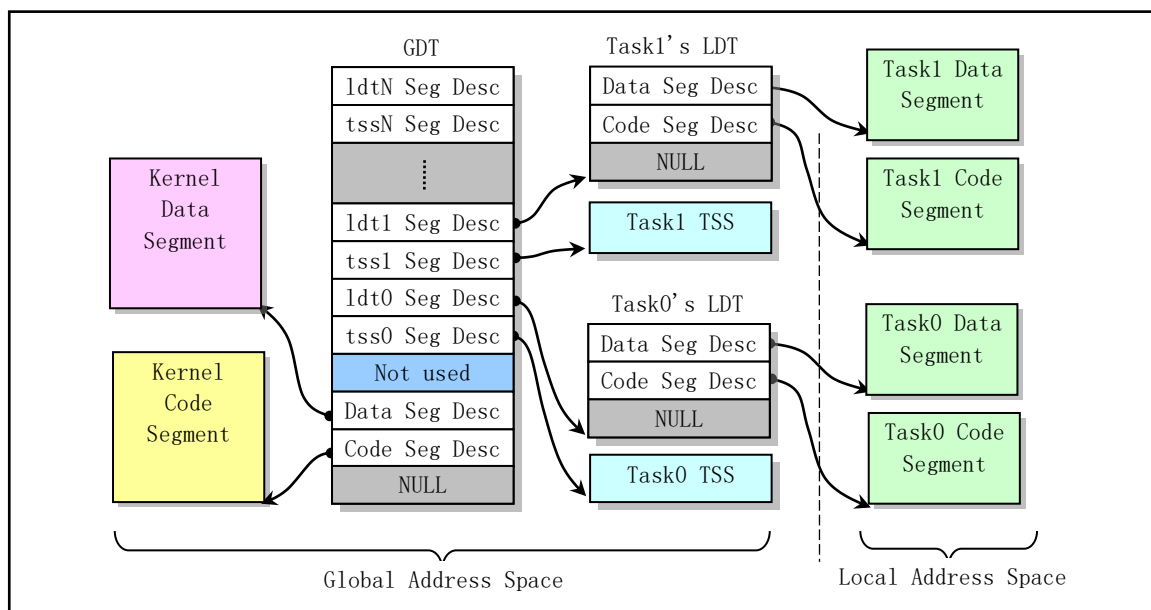 GDT
ldtN Seg Desc
tssN Seg Desc
ldt1 Seg Desc
tss1 Seg Desc
ldt0 Seg Desc
tss0 Seg Desc
Not used
Data Seg Desc
Code Seg Desc
NULL
Kernel
Data
Segment
Kernel
Code
Segment
Task1's LDT
Data Seg Desc
Code Seg Desc
NULL
Task1 TSS
Task0's LDT
Data Seg Desc
Code Seg Desc
NULL
Task0 TSS
Task1 Data
Segment
Task1 Code
Segment
Task0 Data
Segment
Task0 Code
Segment
Global Address Space
Local Address Space